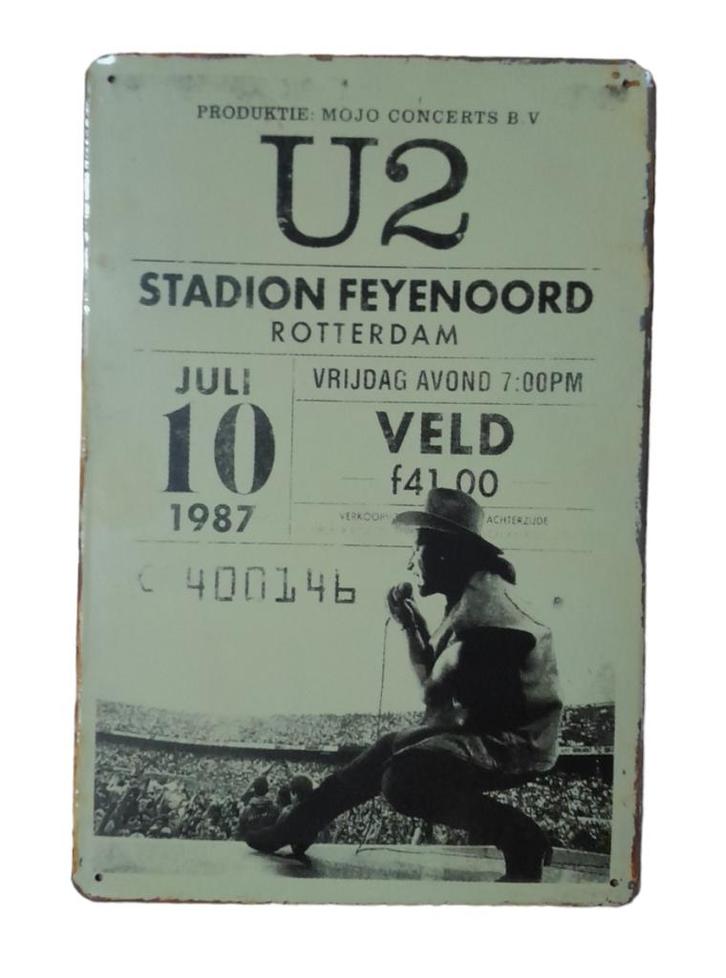 PRODUKTIE: MOJO CONCERTS B.V
U2
STADION FEYENOORD
ROTTERDAM
JULI
10
1987
VRIJDAG AVOND 7:00PM
VELD
f41.00
ACHTERZIJDE
C 400146